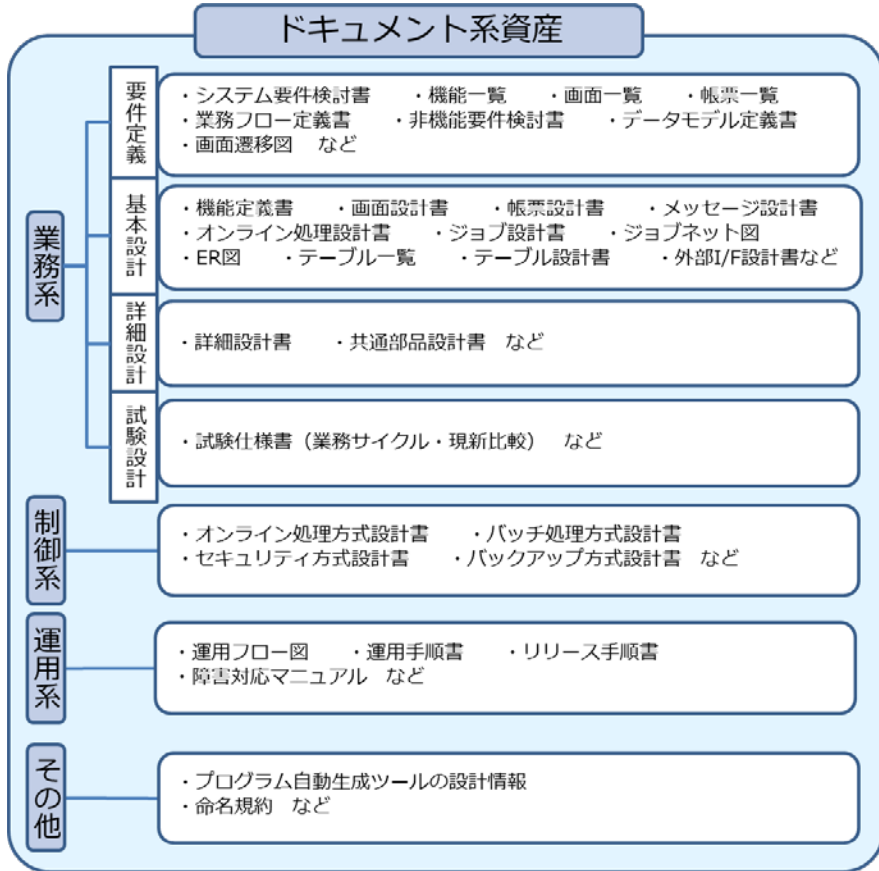 ドキュメント系資産
業務系
要件定義
・システム要件検討書　・機能一覧　・画面一覧　・帳票一覧
・業務フロー定義書　・非機能要件検討書　・データモデル定義書
・画面遷移図　など
基本設計
・機能定義書　・画面設計書　・帳票設計書　・メッセージ設計書
・オンライン処理設計書　・ジョブ設計書　・ジョブネット図
・ER図　・テーブル一覧　・テーブル設計書　・外部I/F設計書など
詳細設計
・詳細設計書　・共通部品設計書　など
試験設計
・試験仕様書（業務サイクル・現新比較）　など
制御系
・オンライン処理方式設計書　・バッチ処理方式設計書
・セキュリティ方式設計書　・バックアップ方式設計書　など
運用系
・運用フロー図　・運用手順書　・リリース手順書
・障害対応マニュアル　など
その他
・プログラム自動生成ツールの設計情報
・命名規約　など